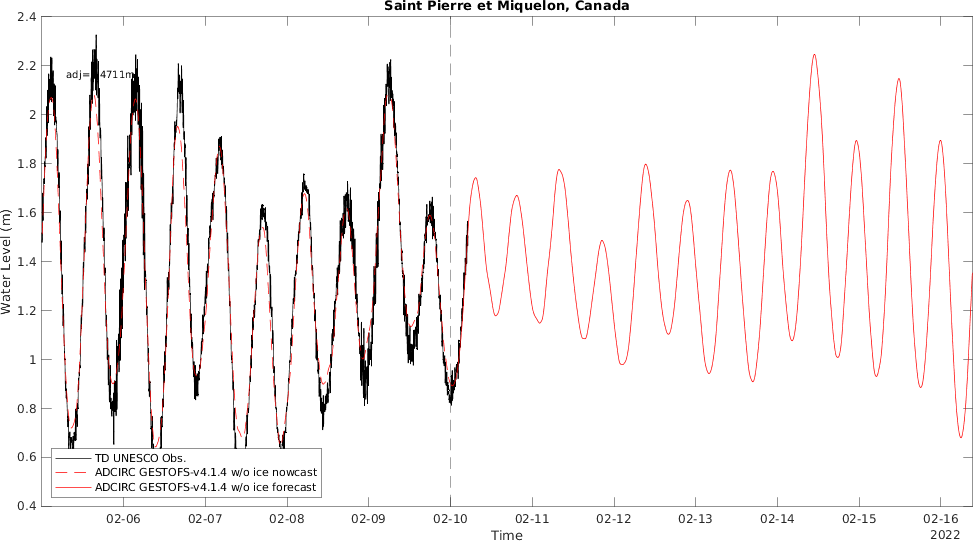 Saint Pierre et Miquelon, Canada
2.4
2.2
2
1.8
1.6
1.4
1.2
1
0.8
0.6
0.4
Water Level (m)
adj= 4711m
TD UNESCO Obs.
ADCIRC GESTOFS-v4.1.4 w/o ice nowcast
ADCIRC GESTOFS-v4.1.4 w/o ice forecast
02-06 02-07 02-08 02-09 02-10 02-11 02-12 02-13 02-14 02-15 02-16
2022
Time